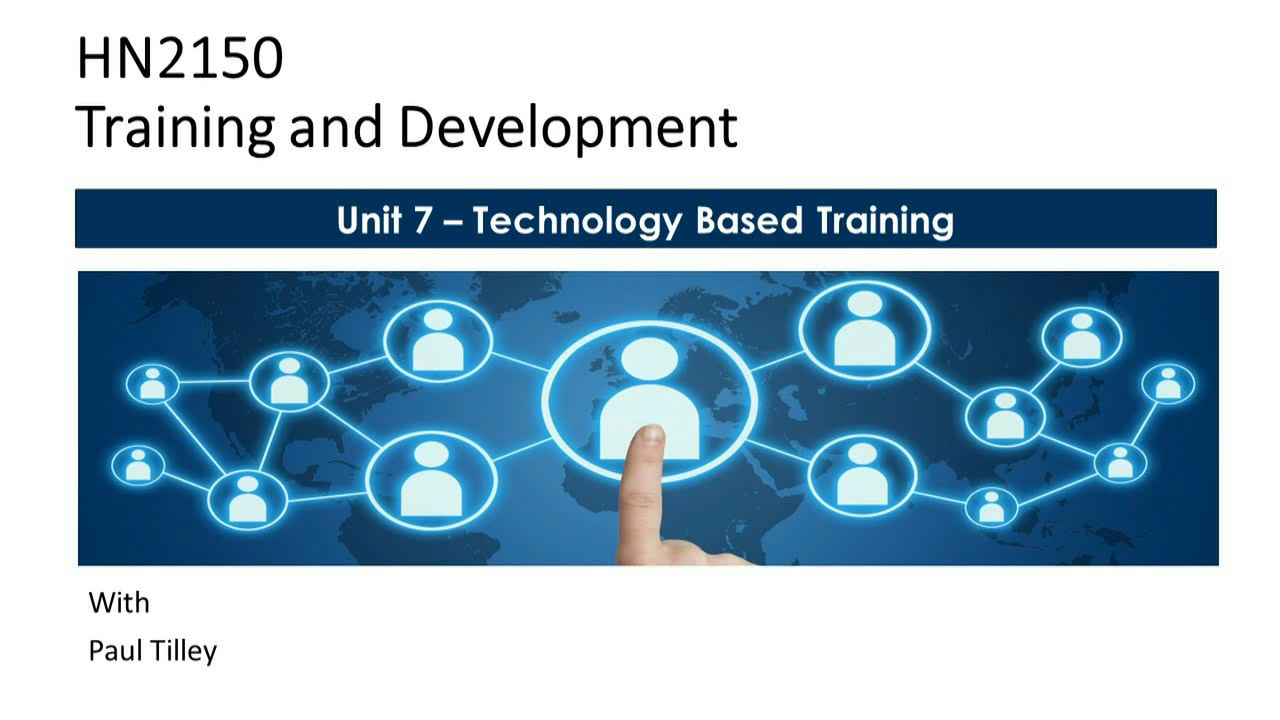 HN2150
Training and Development
Unit 7 – Technology Based Training
With
Paul Tilley